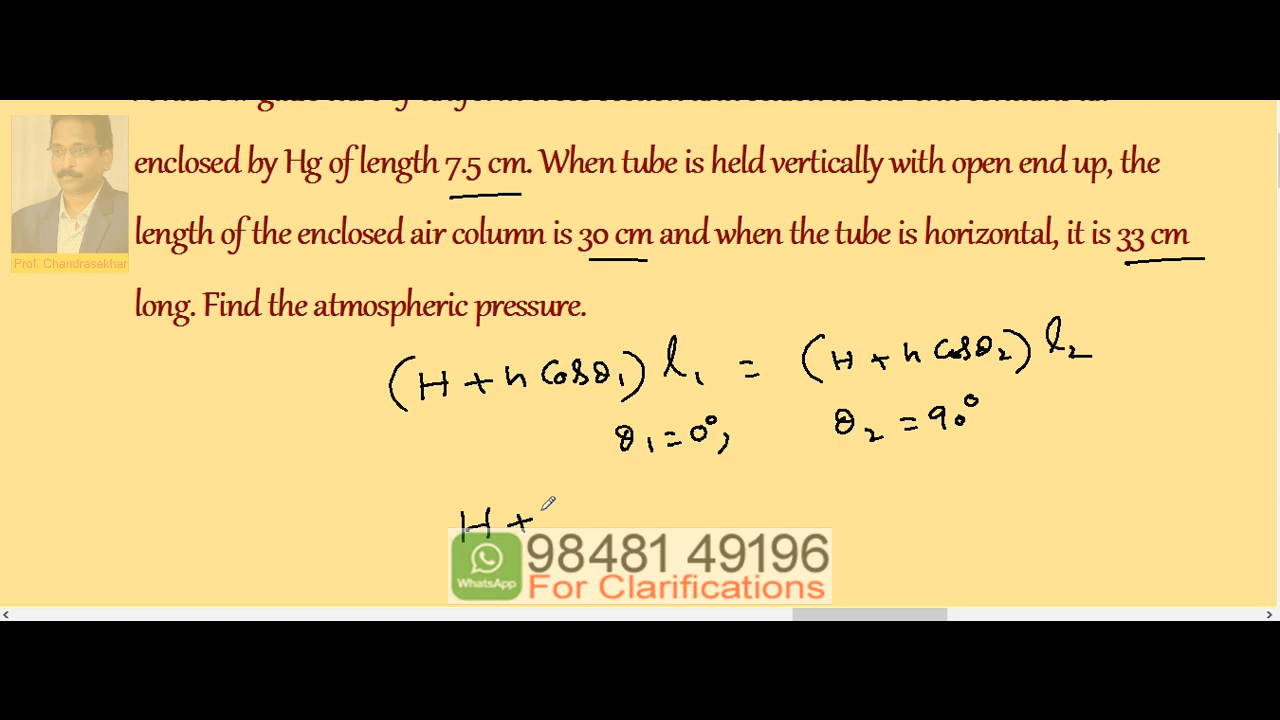 enclosed by Hg of length 7.5 cm. When tube is held vertically with open end up, the
length of the enclosed air column is 30 cm and when the tube is horizontal, it is 33 cm
Prof. Chandrasekhar
long. Find the atmospheric pressure.
(H + h Cosθ₁) l₁ = (H + h Cosθ₂) l₂
θ₁ = 0°, θ₂ = 90°
H +
WhatsApp 98481 49196
For Clarifications